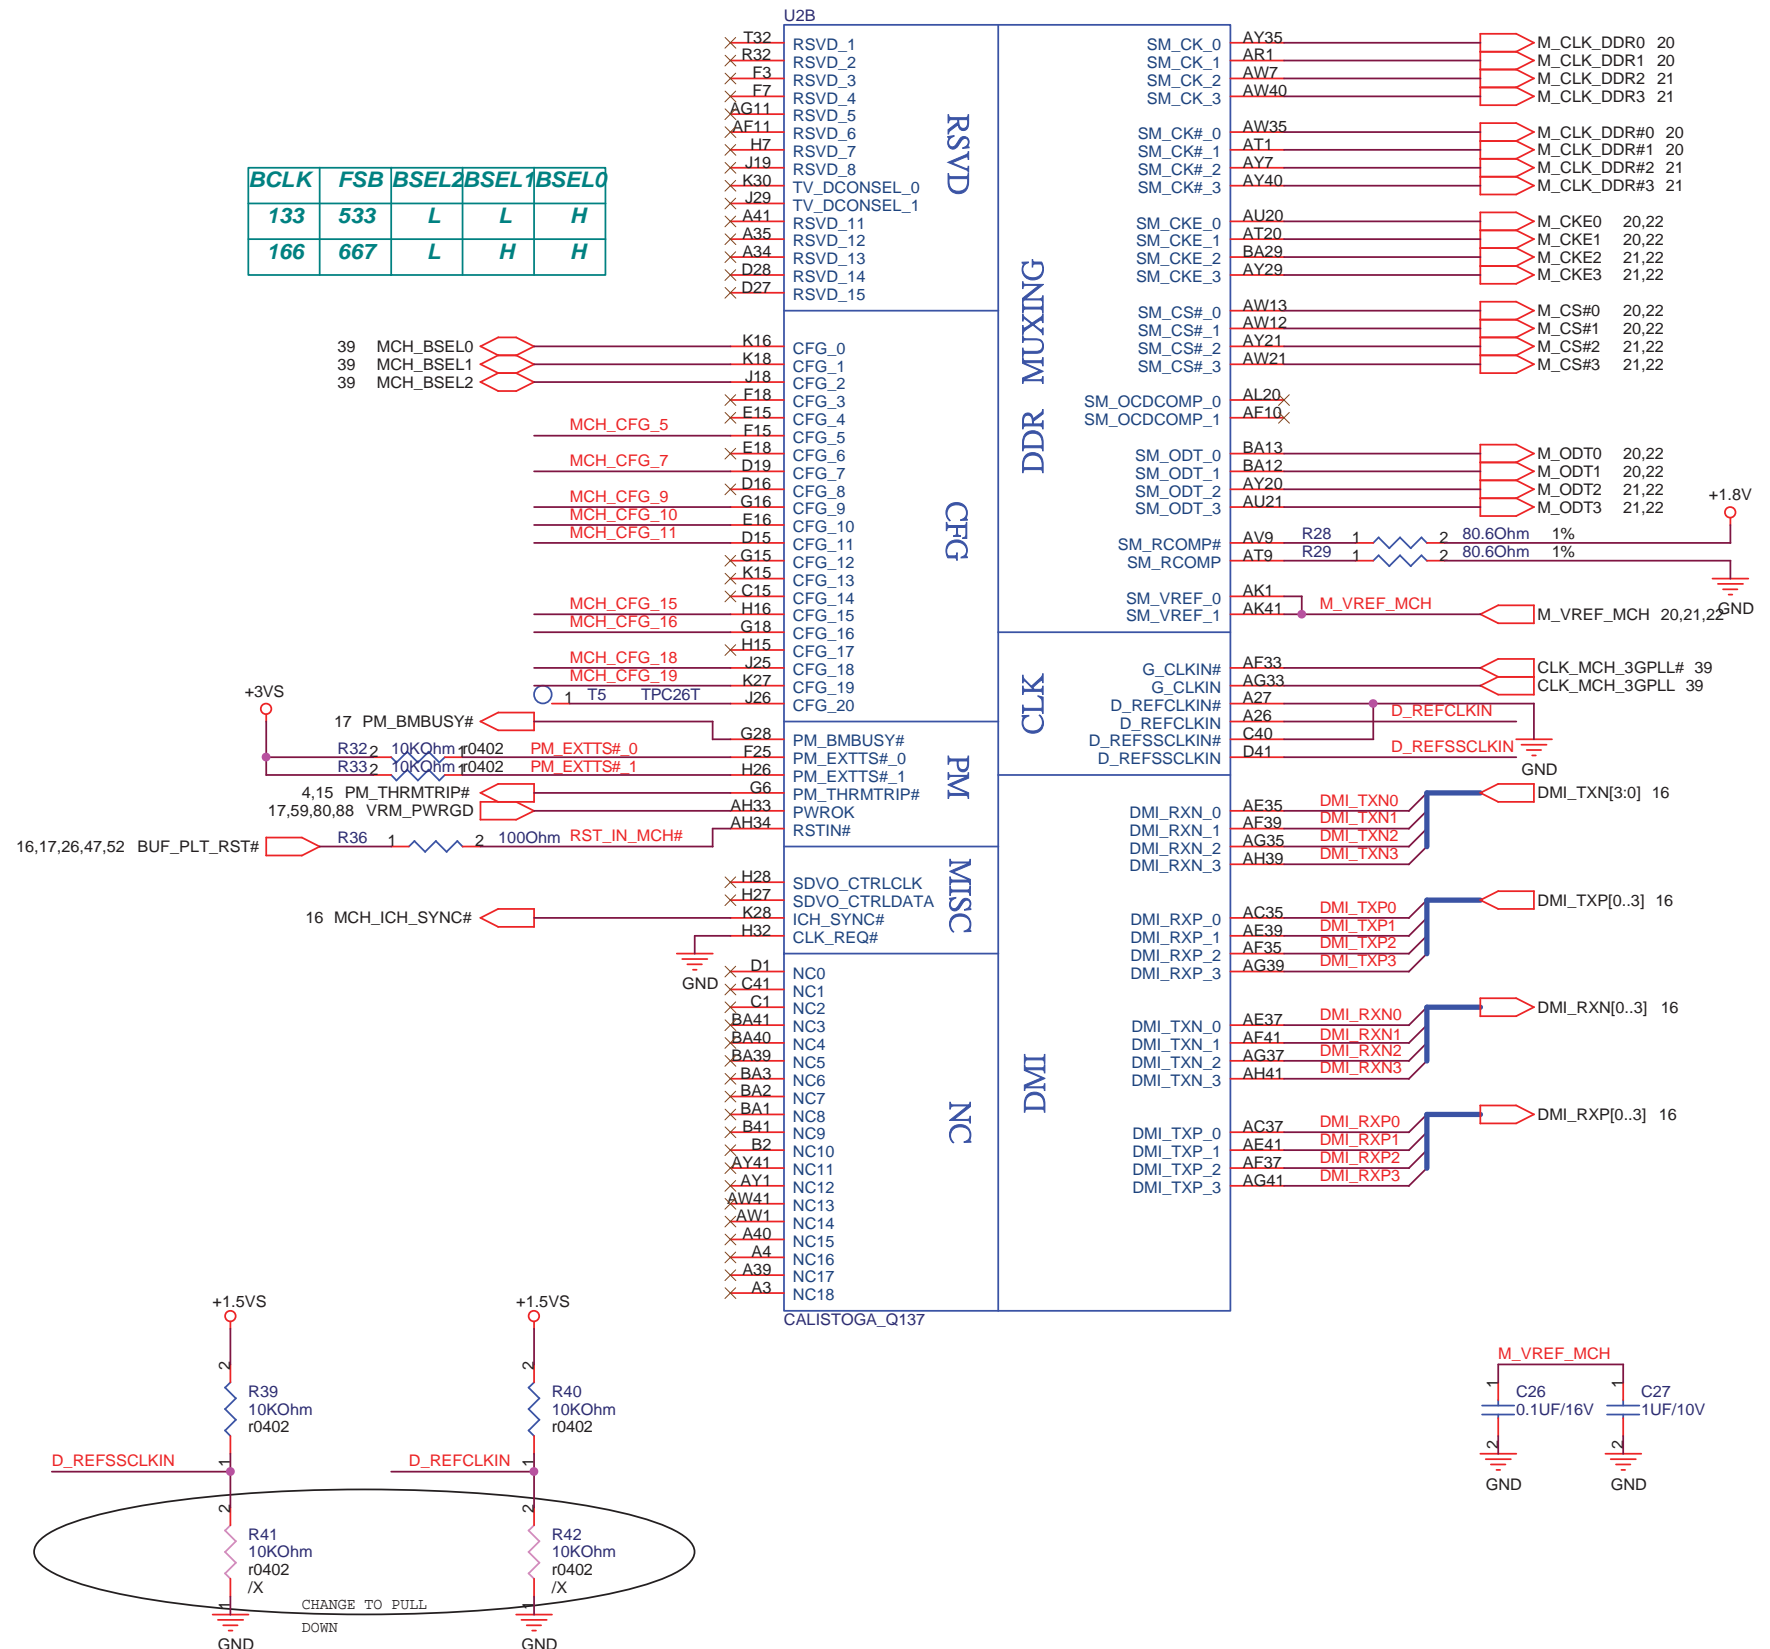 U2B
BCLK FSB BSEL2 BSEL1 BSEL0
133 533 L L H
166 667 L H H
T32 RSVD_1
R32 RSVD_2
F3 RSVD_3
F7 RSVD_4
AG11 RSVD_5
AF11 RSVD_6
H7 RSVD_7
J19 RSVD_8
K30 TV_DCONSEL_0
J29 TV_DCONSEL_1
A41 RSVD_11
A35 RSVD_12
A34 RSVD_13
D28 RSVD_14
D27 RSVD_15
RSVD
39 MCH_BSEL0 K16 CFG_0
39 MCH_BSEL1 K18 CFG_1
39 MCH_BSEL2 J18 CFG_2
F18 CFG_3
E15 CFG_4
MCH_CFG_5 F15 CFG_5
E18 CFG_6
MCH_CFG_7 D19 CFG_7
D16 CFG_8
MCH_CFG_9 G16 CFG_9
MCH_CFG_10 E16 CFG_10
MCH_CFG_11 D15 CFG_11
G15 CFG_12
K15 CFG_13
C15 CFG_14
MCH_CFG_15 H16 CFG_15
MCH_CFG_16 G18 CFG_16
H15 CFG_17
MCH_CFG_18 J25 CFG_18
MCH_CFG_19 K27 CFG_19
1 T5 TPC26T J26 CFG_20
CFG
+3VS
17 PM_BMBUSY# G28 PM_BMBUSY#
R32 2 10KOhm 1 r0402 PM_EXTTS#_0 F25 PM_EXTTS#_0
R33 2 10KOhm 1 r0402 PM_EXTTS#_1 H26 PM_EXTTS#_1
4,15 PM_THRMTRIP# G6 PM_THRMTRIP#
17,59,80,88 VRM_PWRGD AH33 PWROK
16,17,26,47,52 BUF_PLT_RST# R36 1 2 100Ohm RST_IN_MCH# AH34 RSTIN#
PM
H28 SDVO_CTRLCLK
H27 SDVO_CTRLDATA
16 MCH_ICH_SYNC# K28 ICH_SYNC#
H32 CLK_REQ#
GND
MISC
D1 NC0
C41 NC1
C1 NC2
BA41 NC3
BA40 NC4
BA39 NC5
BA3 NC6
BA2 NC7
BA1 NC8
B41 NC9
B2 NC10
AY41 NC11
AY1 NC12
AW41 NC13
AW1 NC14
A40 NC15
A4 NC16
A39 NC17
A3 NC18
NC
CALISTOGA_Q137
SM_CK_0 AY35 M_CLK_DDR0 20
SM_CK_1 AR1 M_CLK_DDR1 20
SM_CK_2 AW7 M_CLK_DDR2 21
SM_CK_3 AW40 M_CLK_DDR3 21
SM_CK#_0 AW35 M_CLK_DDR#0 20
SM_CK#_1 AT1 M_CLK_DDR#1 20
SM_CK#_2 AY7 M_CLK_DDR#2 21
SM_CK#_3 AY40 M_CLK_DDR#3 21
SM_CKE_0 AU20 M_CKE0 20,22
SM_CKE_1 AT20 M_CKE1 20,22
SM_CKE_2 BA29 M_CKE2 21,22
SM_CKE_3 AY29 M_CKE3 21,22
SM_CS#_0 AW13 M_CS#0 20,22
SM_CS#_1 AW12 M_CS#1 20,22
SM_CS#_2 AY21 M_CS#2 21,22
SM_CS#_3 AW21 M_CS#3 21,22
SM_OCDCOMP_0 AL20
SM_OCDCOMP_1 AF10
SM_ODT_0 BA13 M_ODT0 20,22
SM_ODT_1 BA12 M_ODT1 20,22
SM_ODT_2 AY20 M_ODT2 21,22
SM_ODT_3 AU21 M_ODT3 21,22
+1.8V
SM_RCOMP# AV9 R28 1 2 80.6Ohm 1%
SM_RCOMP AT9 R29 1 2 80.6Ohm 1%
GND
SM_VREF_0 AK1
SM_VREF_1 AK41 M_VREF_MCH M_VREF_MCH 20,21,22
DDR MUXING
G_CLKIN# AF33 CLK_MCH_3GPLL# 39
G_CLKIN AG33 CLK_MCH_3GPLL 39
D_REFCLKIN# A27
D_REFCLKIN A26 D_REFCLKIN
D_REFSSCLKIN# C40
D_REFSSCLKIN D41 D_REFSSCLKIN
GND
CLK
DMI_RXN_0 AE35 DMI_TXN0 DMI_TXN[3:0] 16
DMI_RXN_1 AF39 DMI_TXN1
DMI_RXN_2 AG35 DMI_TXN2
DMI_RXN_3 AH39 DMI_TXN3
DMI_RXP_0 AC35 DMI_TXP0 DMI_TXP[0..3] 16
DMI_RXP_1 AE39 DMI_TXP1
DMI_RXP_2 AF35 DMI_TXP2
DMI_RXP_3 AG39 DMI_TXP3
DMI_TXN_0 AE37 DMI_RXN0 DMI_RXN[0..3] 16
DMI_TXN_1 AF41 DMI_RXN1
DMI_TXN_2 AG37 DMI_RXN2
DMI_TXN_3 AH41 DMI_RXN3
DMI_TXP_0 AC37 DMI_RXP0 DMI_RXP[0..3] 16
DMI_TXP_1 AE41 DMI_RXP1
DMI_TXP_2 AF37 DMI_RXP2
DMI_TXP_3 AG41 DMI_RXP3
DMI
+1.5VS
2
R39
10KOhm
r0402
1
D_REFSSCLKIN
2
R41
10KOhm
r0402
/X
1
GND
+1.5VS
2
R40
10KOhm
r0402
1
D_REFCLKIN
2
R42
10KOhm
r0402
/X
1
GND
CHANGE TO PULL
DOWN
M_VREF_MCH
1 C26 0.1UF/16V 2 GND
1 C27 1UF/10V 2 GND